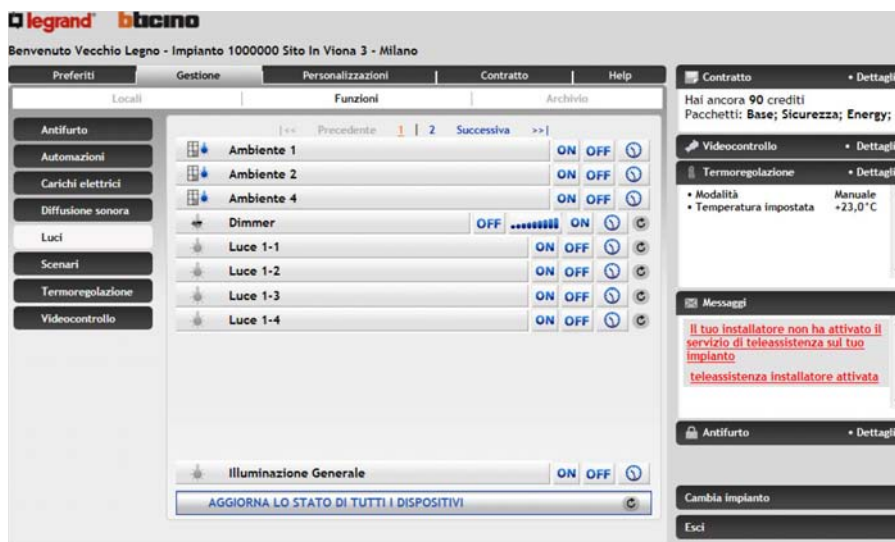 legrand bticino
Benvenuto Vecchio Legno - Impianto 1000000 Sito In Viona 3 - Milano
Preferiti Gestione Personalizzazioni Contratto Help
Locali Funzioni Archivio
Antifurto
Automazioni
Carichi elettrici
Diffusione sonora
Luci
Scenari
Termoregolazione
Videocontrollo
|<< Precedente 1 | 2 Successiva >>|
Ambiente 1 ON OFF
Ambiente 2 ON OFF
Ambiente 4 ON OFF
Dimmer OFF ON
Luce 1-1 ON OFF
Luce 1-2 ON OFF
Luce 1-3 ON OFF
Luce 1-4 ON OFF
Illuminazione Generale ON OFF
AGGIORNA LO STATO DI TUTTI I DISPOSITIVI
Contratto • Dettagli
Hai ancora 90 crediti
Pacchetti: Base; Sicurezza; Energy;
Videocontrollo • Dettagli
Termoregolazione • Dettagli
• Modalità Manuale
• Temperatura impostata +23,0°C
Messaggi
Il tuo installatore non ha attivato il
servizio di teleassistenza sul tuo
impianto
teleassistenza installatore attivata
Antifurto • Dettagli
Cambia impianto
Esci